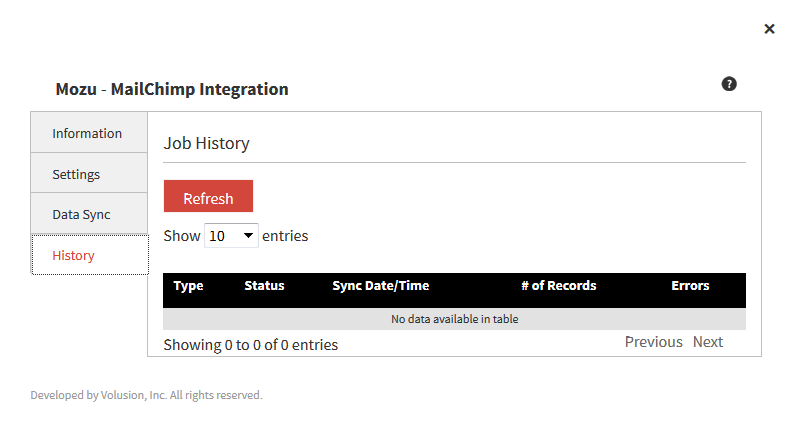 Mozu - MailChimp Integration
Information
Settings
Data Sync
History
Job History
Refresh
Show 10 entries
Type Status Sync Date/Time # of Records Errors
No data available in table
Showing 0 to 0 of 0 entries Previous Next
Developed by Volusion, Inc. All rights reserved.